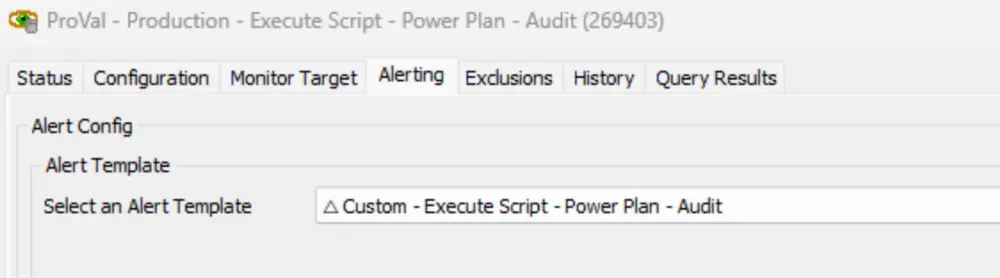 ProVal - Production - Execute Script - Power Plan - Audit (269403)
Status Configuration Monitor Target Alerting Exclusions History Query Results
Alert Config
Alert Template
Select an Alert Template △ Custom - Execute Script - Power Plan - Audit